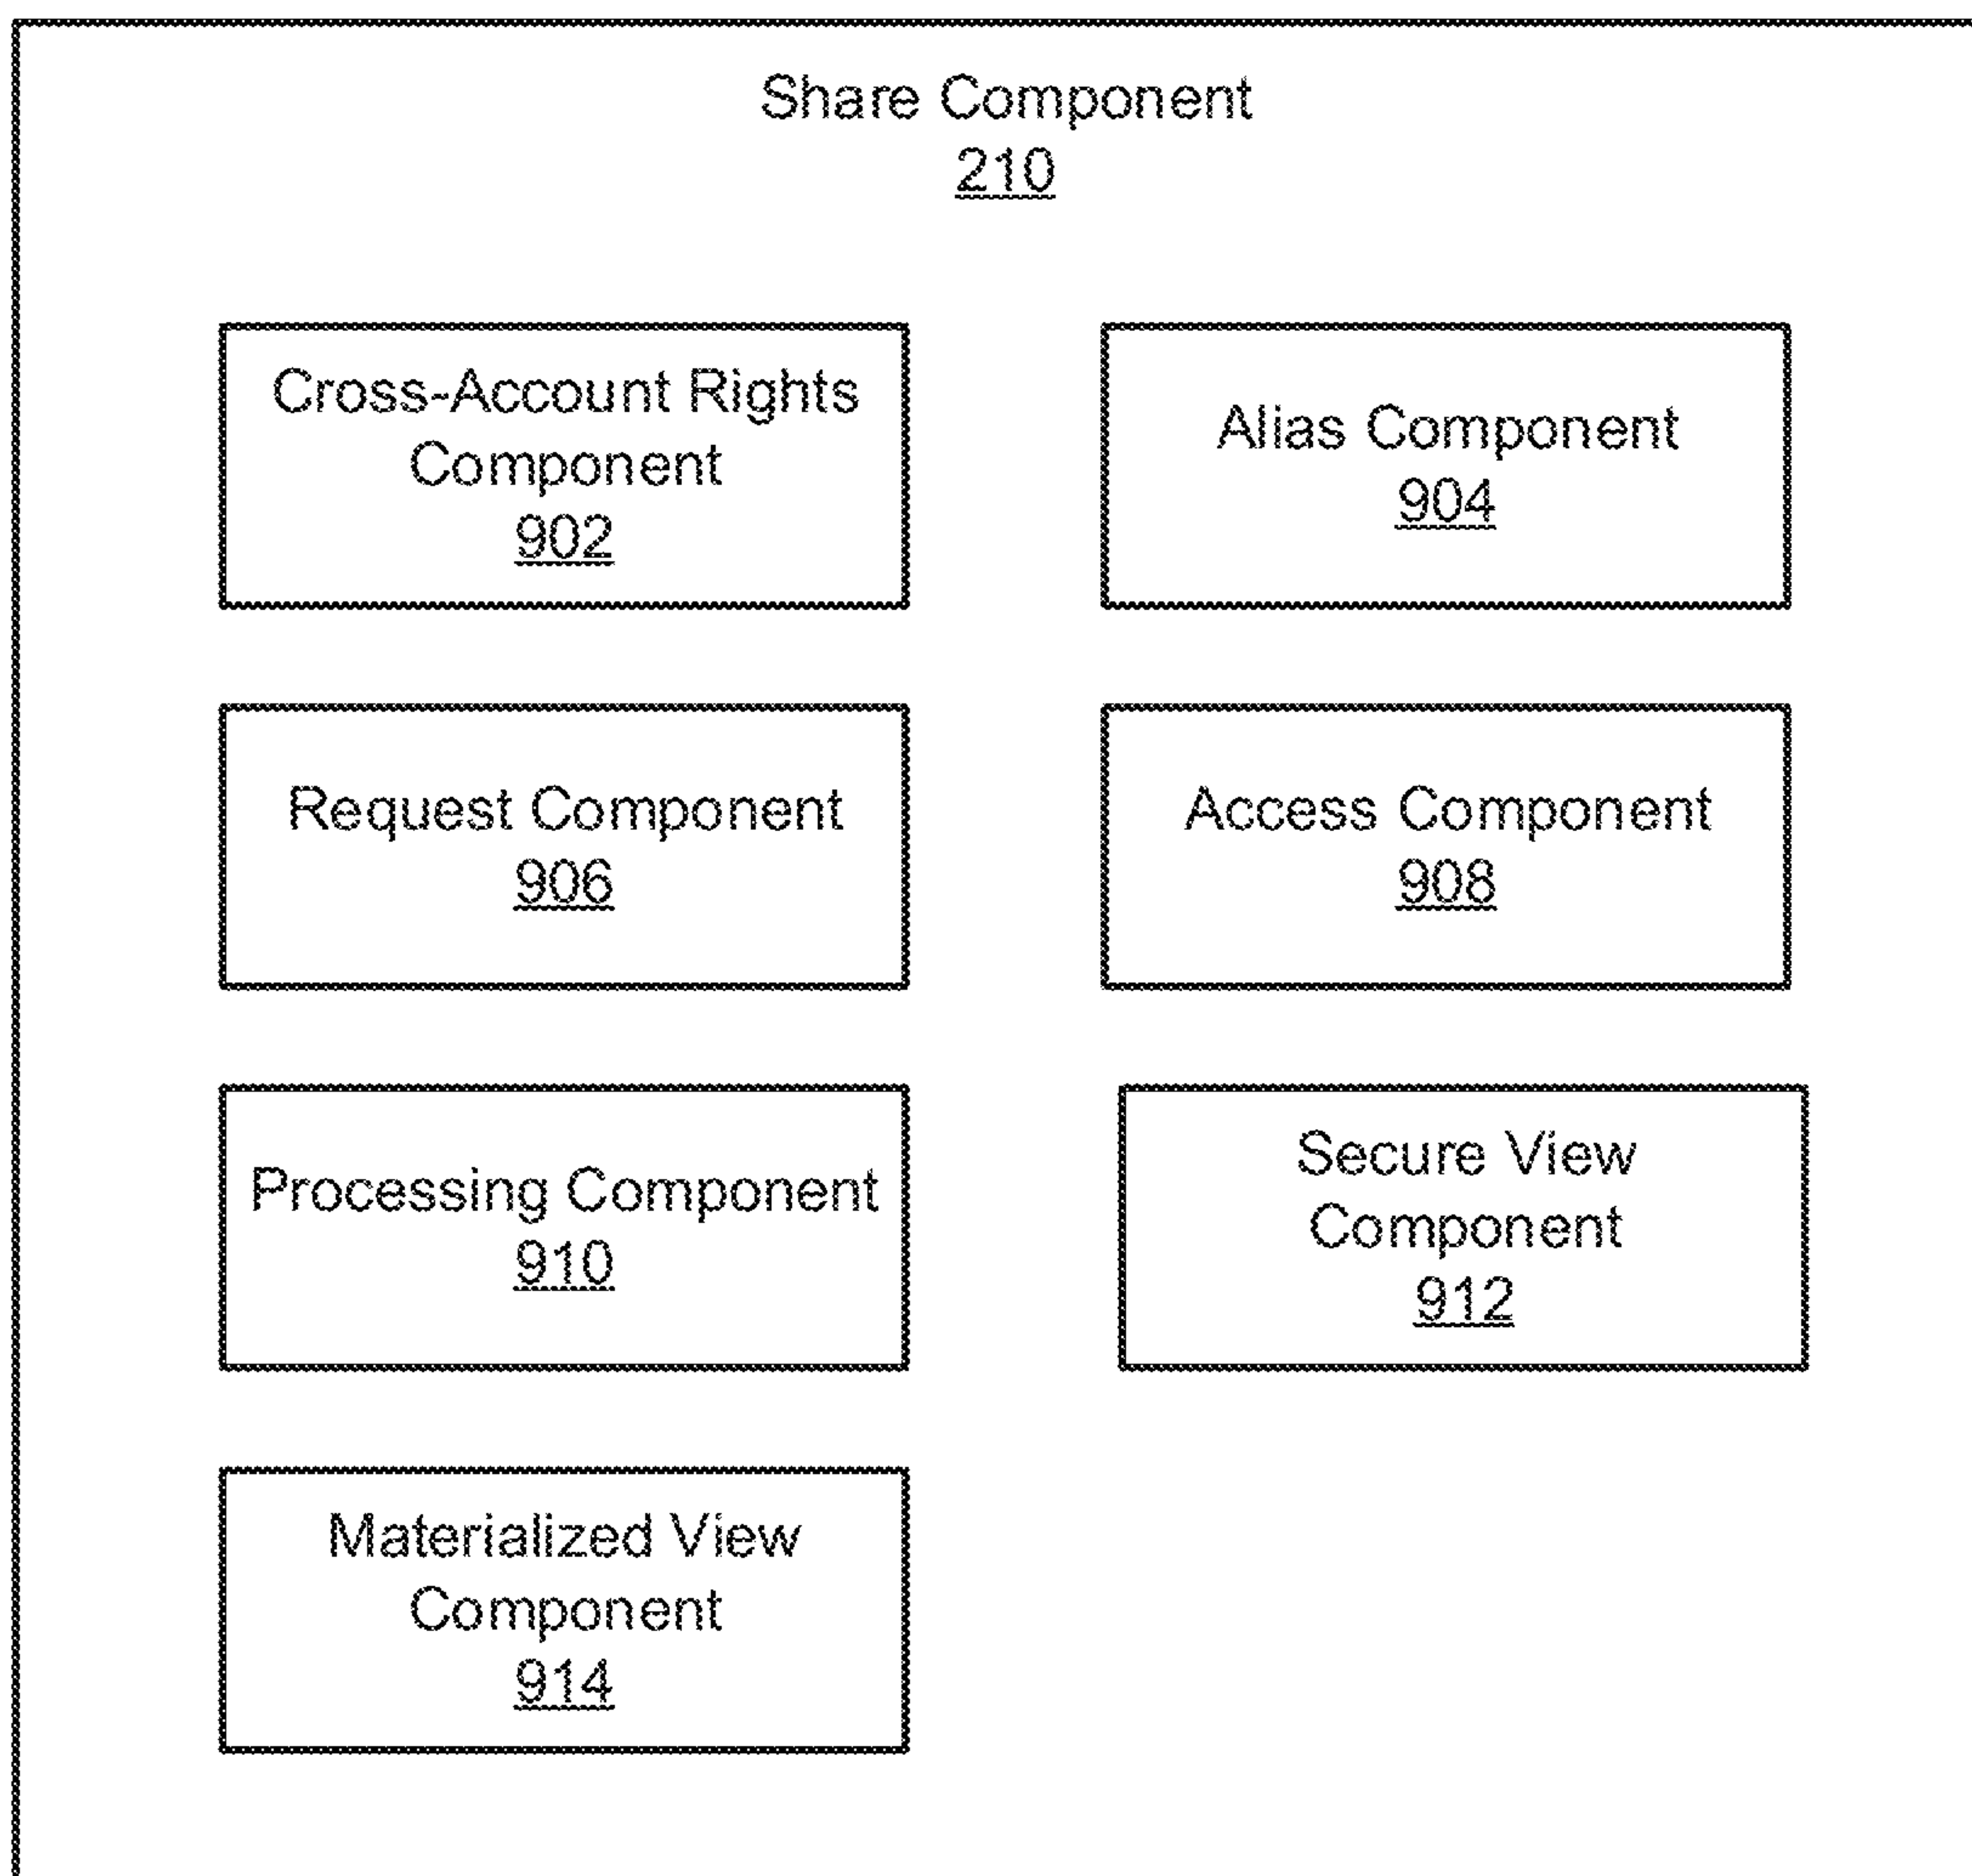 Share Component
210
Cross-Account Rights
Component
902
Alias Component
904
Request Component
906
Access Component
908
Processing Component
910
Secure View
Component
912
Materialized View
Component
914